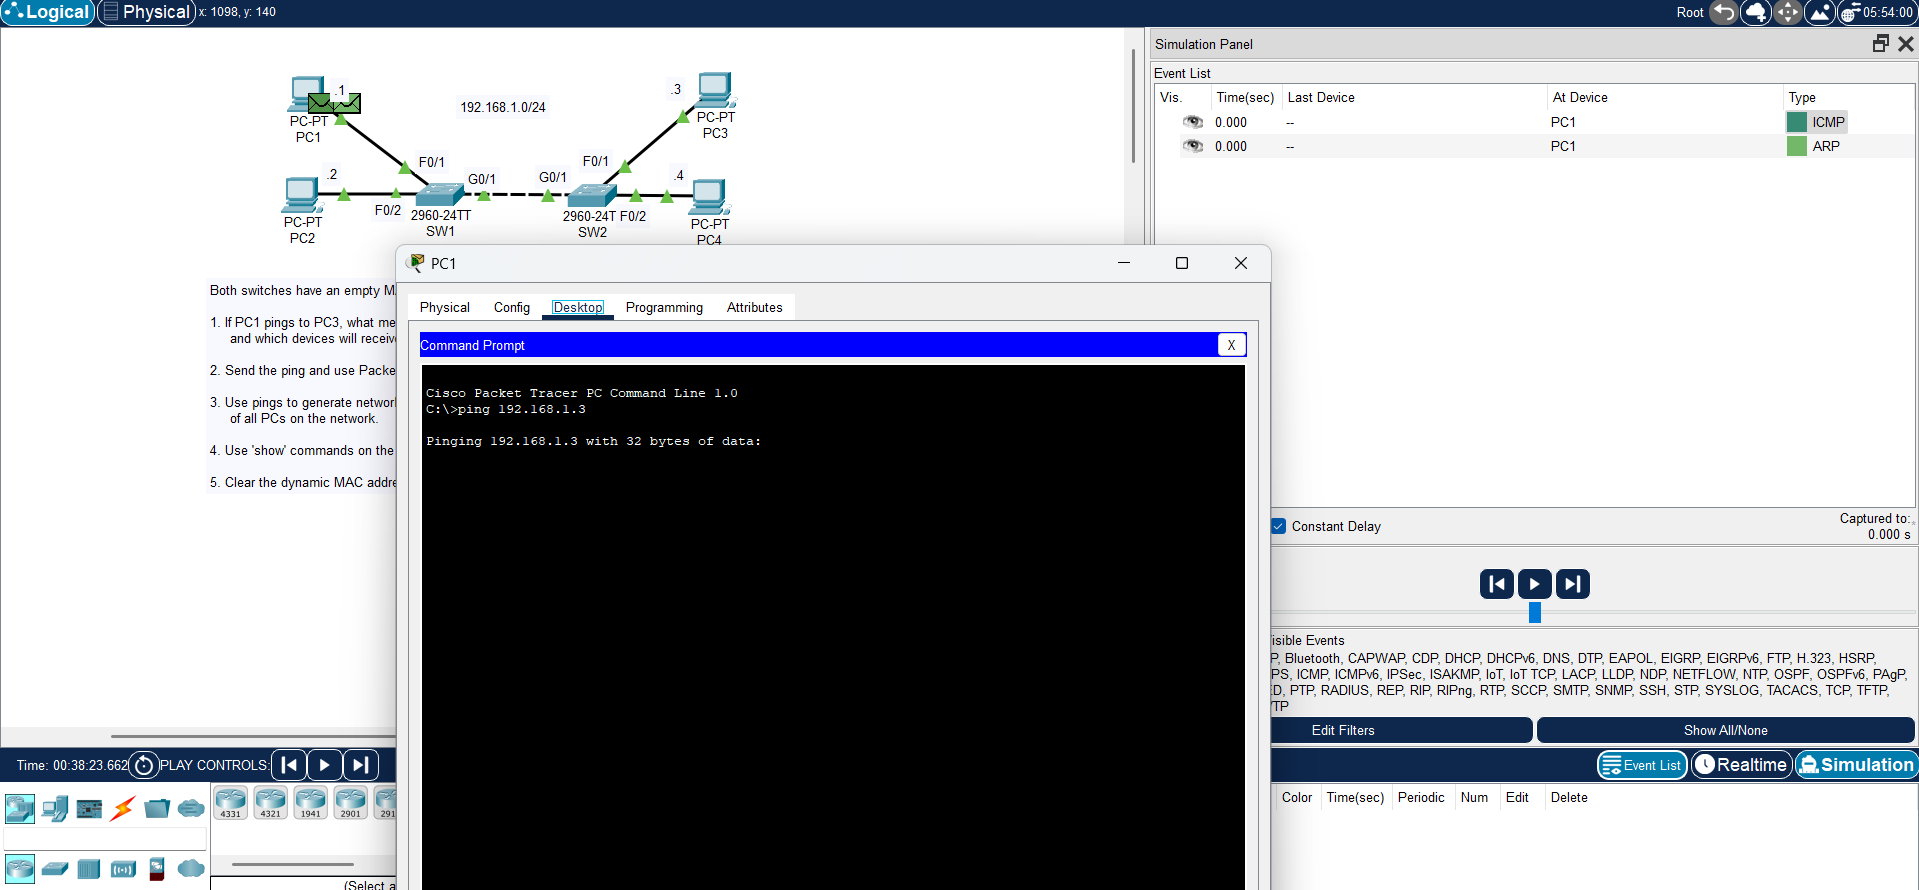 Logical
Physical
x: 1098, y: 140
Root
05:54:00
.1
PC-PT
PC1
192.168.1.0/24
.3
PC-PT
PC3
F0/1
F0/1
.2
G0/1
G0/1
.4
PC-PT
PC2
F0/2
2960-24TT
SW1
2960-24T
F0/2
SW2
PC-PT
PC4
Both switches have an empty M
1. If PC1 pings to PC3, what me
and which devices will receiv
2. Send the ping and use Packe
3. Use pings to generate networ
of all PCs on the network.
4. Use 'show' commands on the
5. Clear the dynamic MAC addre
PC1
Physical Config Desktop Programming Attributes
Command Prompt
X
Cisco Packet Tracer PC Command Line 1.0
C:\>ping 192.168.1.3
Pinging 192.168.1.3 with 32 bytes of data:
Simulation Panel
Event List
Vis. Time(sec) Last Device At Device Type
0.000 -- PC1 ICMP
0.000 -- PC1 ARP
Constant Delay
Captured to:
0.000 s
isible Events
P, Bluetooth, CAPWAP, CDP, DHCP, DHCPv6, DNS, DTP, EAPOL, EIGRP, EIGRPv6, FTP, H.323, HSRP,
PS, ICMP, ICMPv6, IPSec, ISAKMP, IoT, IoT TCP, LACP, LLDP, NDP, NETFLOW, NTP, OSPF, OSPFv6, PAgP,
ED, PTP, RADIUS, REP, RIP, RIPng, RTP, SCCP, SMTP, SNMP, SSH, STP, SYSLOG, TACACS, TCP, TFTP,
TP
Edit Filters
Show All/None
Time: 00:38:23.662
PLAY CONTROLS:
Event List
Realtime
Simulation
4331
4321
1941
2901
291
(Select a
Color Time(sec) Periodic Num Edit Delete